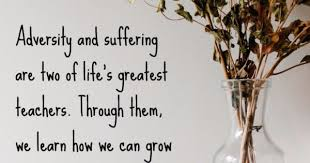 Adversity and suffering
are two of life's greatest
teachers. Through them,
we learn how we can grow